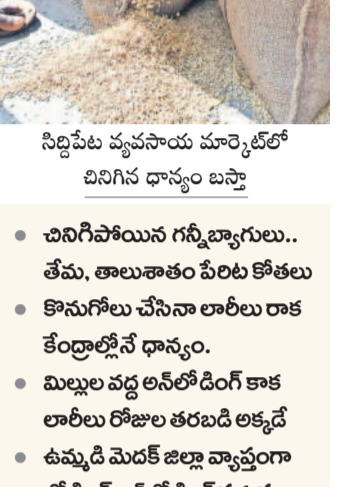 సిద్దిపేట వ్యవసాయ మార్కెట్‌లో
చినిగిన ధాన్యం బస్తా
• చినిగిపోయిన గన్నీబ్యాగులు..
తేమ, తాలుశాతం పేరిట కోతలు
• కొనుగోలు చేసినా లారీలు రాక
కేంద్రాల్లోనే ధాన్యం.
• మిల్లుల వద్ద అన్‌లోడింగ్ కాక
లారీలు రోజుల తరబడి అక్కడే
• ఉమ్మడి మెదక్ జిల్లా వ్యాప్తంగా